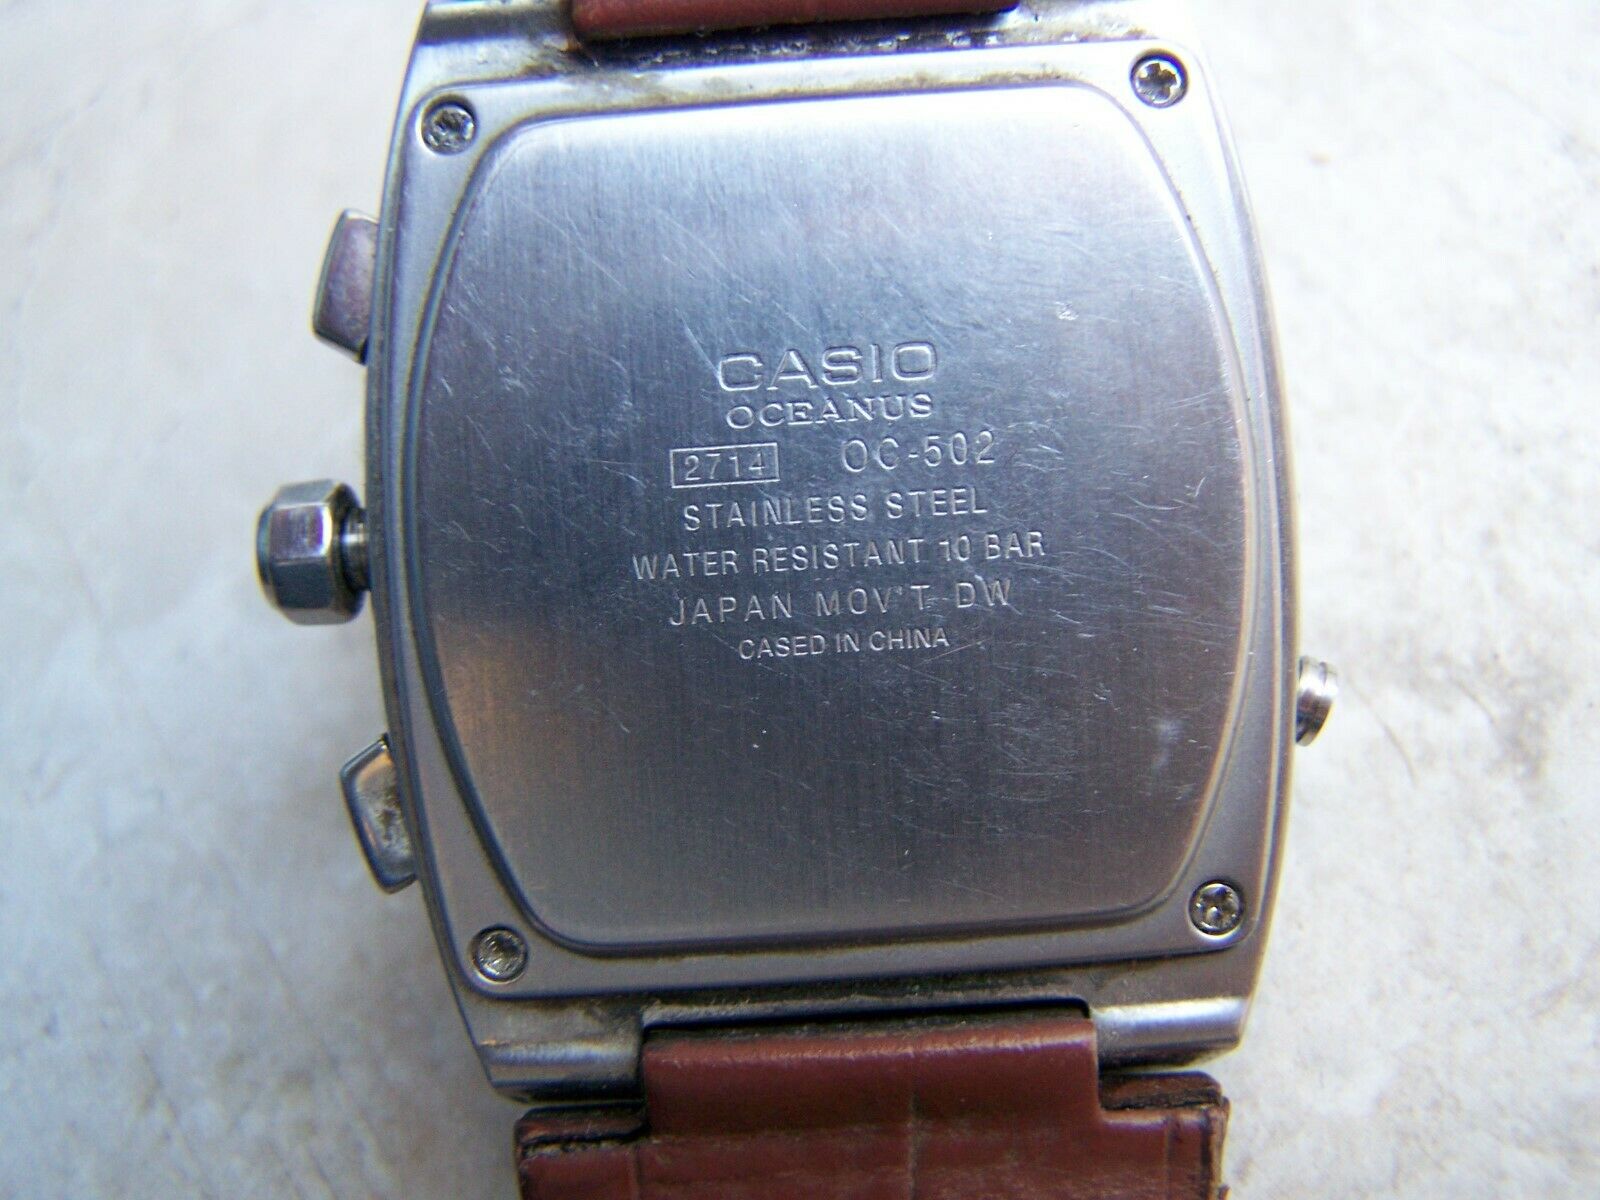 CASIO
OCEANUS
2714 OC-502
STAINLESS STEEL
WATER RESISTANT 10 BAR
JAPAN MOV'T DW
CASED IN CHINA